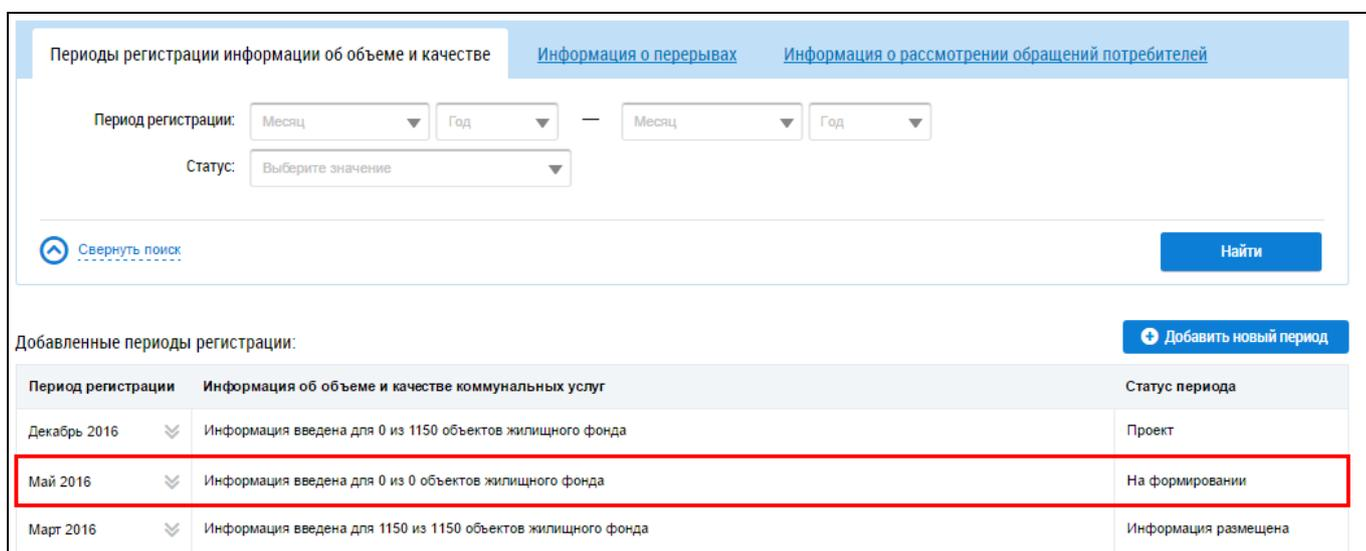 Периоды регистрации информации об объеме и качестве Информация о перерывах Информация о рассмотрении обращений потребителей
Период регистрации: Месяц Год — Месяц Год
Статус: Выберите значение
Свернуть поиск Найти
Добавленные периоды регистрации: Добавить новый период
Период регистрации Информация об объеме и качестве коммунальных услуг Статус периода
Декабрь 2016 Информация введена для 0 из 1150 объектов жилищного фонда Проект
Май 2016 Информация введена для 0 из 0 объектов жилищного фонда На формировании
Март 2016 Информация введена для 1150 из 1150 объектов жилищного фонда Информация размещена